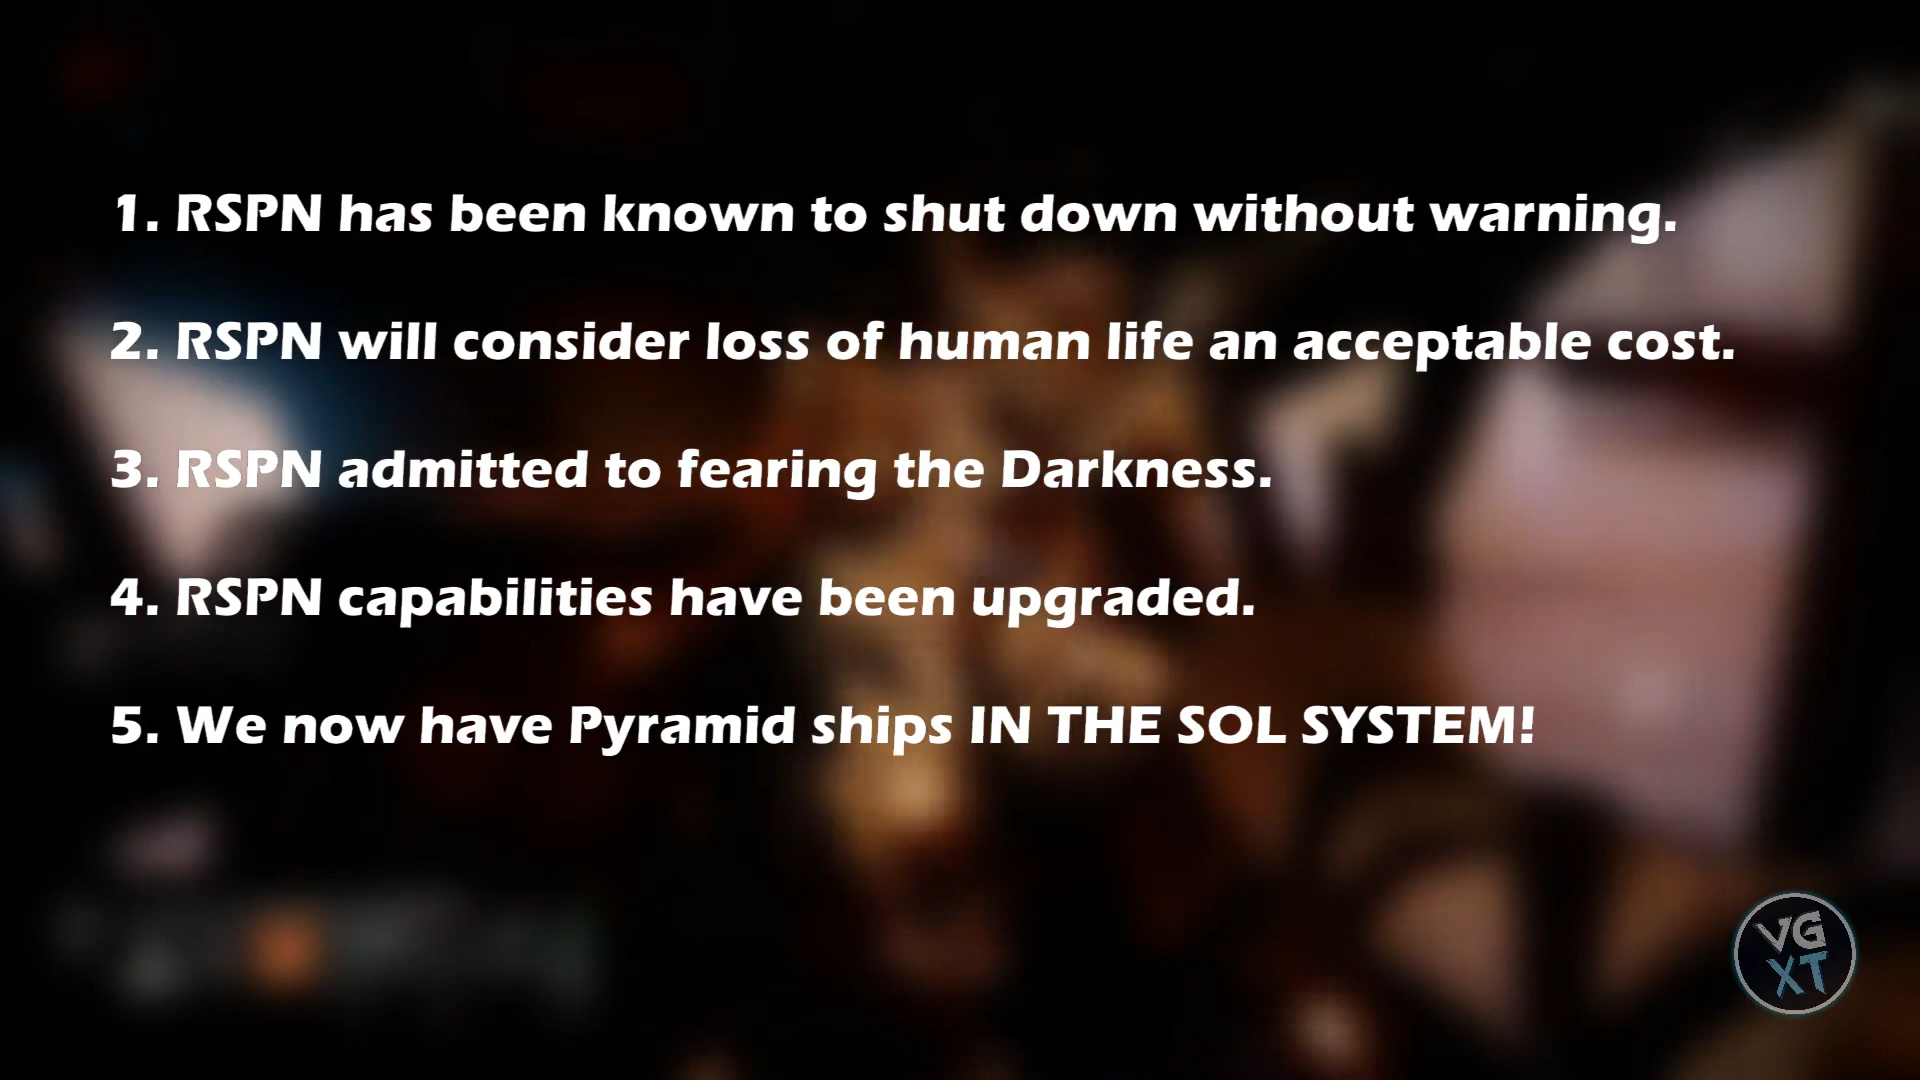 1. RSPN has been known to shut down without warning.
2. RSPN will consider loss of human life an acceptable cost.
3. RSPN admitted to fearing the Darkness.
4. RSPN capabilities have been upgraded.
5. We now have Pyramid ships IN THE SOL SYSTEM!
VG
XT